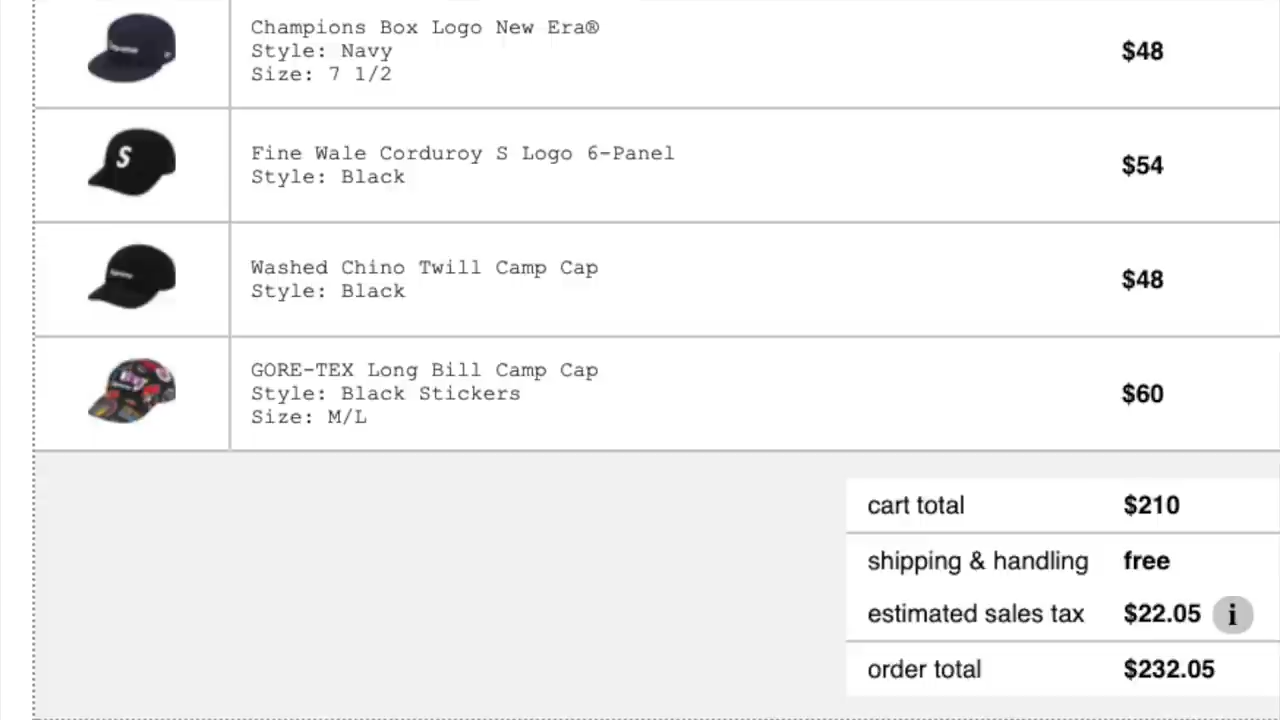 Champions Box Logo New Era®
Style: Navy
Size: 7 1/2
$48
Fine Wale Corduroy S Logo 6-Panel
Style: Black
$54
S
Washed Chino Twill Camp Cap
Style: Black
$48
GORE-TEX Long Bill Camp Cap
Style: Black Stickers
Size: M/L
$60
cart total $210
shipping & handling free
estimated sales tax $22.05 i
order total $232.05